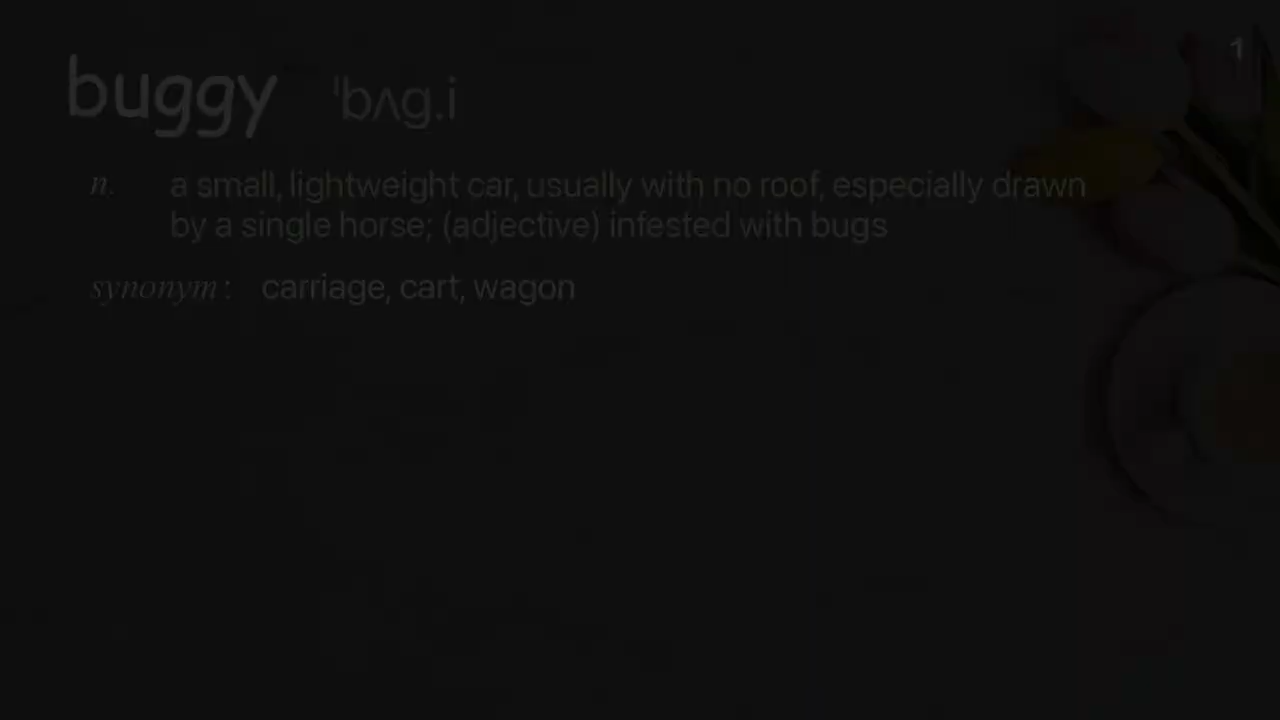 1
buggy ˈbʌg.i
n. a small, lightweight car, usually with no roof, especially drawn
by a single horse; (adjective) infested with bugs
synonym : carriage, cart, wagon